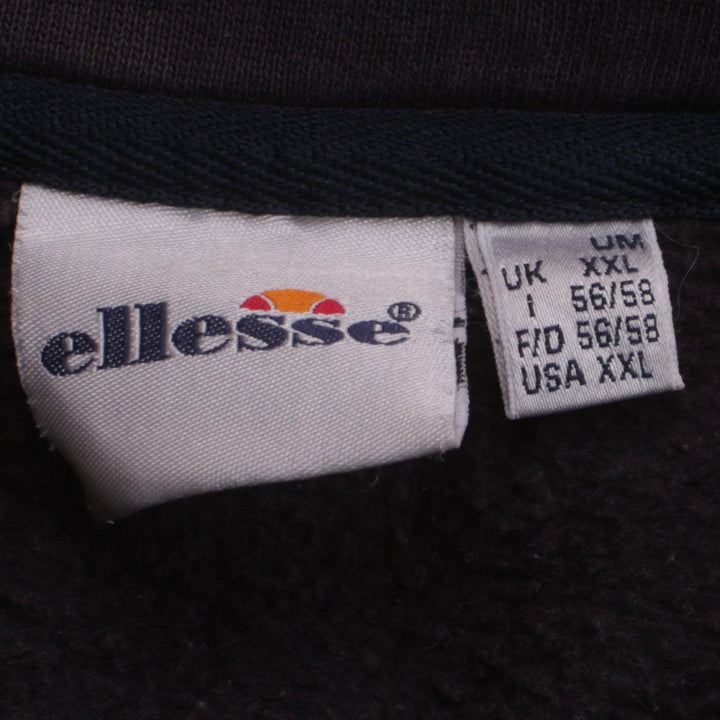 ellesse®
UM
UK XXL
i 56/58
F/D 56/58
USA XXL